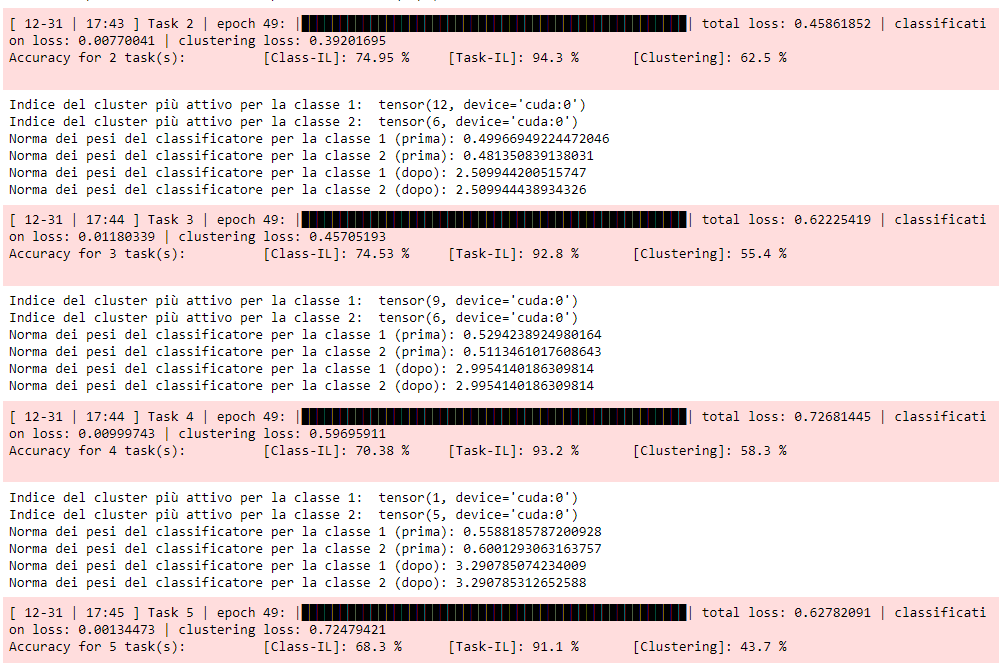 [ 12-31 | 17:43 ] Task 2 | epoch 49: || total loss: 0.45861852 | classificati
on loss: 0.00770041 | clustering loss: 0.39201695
Accuracy for 2 task(s): [Class-IL]: 74.95 % [Task-IL]: 94.3 % [Clustering]: 62.5 %
Indice del cluster più attivo per la classe 1: tensor(12, device='cuda:0')
Indice del cluster più attivo per la classe 2: tensor(6, device='cuda:0')
Norma dei pesi del classificatore per la classe 1 (prima): 0.49966949224472046
Norma dei pesi del classificatore per la classe 2 (prima): 0.481350839138031
Norma dei pesi del classificatore per la classe 1 (dopo): 2.509944200515747
Norma dei pesi del classificatore per la classe 2 (dopo): 2.509944438934326
[ 12-31 | 17:44 ] Task 3 | epoch 49: || total loss: 0.62225419 | classificati
on loss: 0.01180339 | clustering loss: 0.45705193
Accuracy for 3 task(s): [Class-IL]: 74.53 % [Task-IL]: 92.8 % [Clustering]: 55.4 %
Indice del cluster più attivo per la classe 1: tensor(9, device='cuda:0')
Indice del cluster più attivo per la classe 2: tensor(6, device='cuda:0')
Norma dei pesi del classificatore per la classe 1 (prima): 0.5294238924980164
Norma dei pesi del classificatore per la classe 2 (prima): 0.5113461017608643
Norma dei pesi del classificatore per la classe 1 (dopo): 2.9954140186309814
Norma dei pesi del classificatore per la classe 2 (dopo): 2.9954140186309814
[ 12-31 | 17:44 ] Task 4 | epoch 49: || total loss: 0.72681445 | classificati
on loss: 0.00999743 | clustering loss: 0.59695911
Accuracy for 4 task(s): [Class-IL]: 70.38 % [Task-IL]: 93.2 % [Clustering]: 58.3 %
Indice del cluster più attivo per la classe 1: tensor(1, device='cuda:0')
Indice del cluster più attivo per la classe 2: tensor(5, device='cuda:0')
Norma dei pesi del classificatore per la classe 1 (prima): 0.5588185787200928
Norma dei pesi del classificatore per la classe 2 (prima): 0.6001293063163757
Norma dei pesi del classificatore per la classe 1 (dopo): 3.290785074234009
Norma dei pesi del classificatore per la classe 2 (dopo): 3.290785312652588
[ 12-31 | 17:45 ] Task 5 | epoch 49: || total loss: 0.62782091 | classificati
on loss: 0.00134473 | clustering loss: 0.72479421
Accuracy for 5 task(s): [Class-IL]: 68.3 % [Task-IL]: 91.1 % [Clustering]: 43.7 %